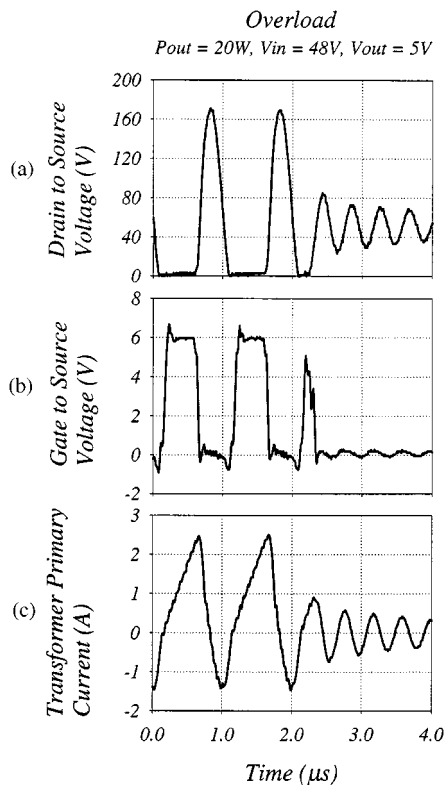 Overload
Pout = 20W, Vin = 48V, Vout = 5V
(a)
Drain to Source
Voltage (V)
200
160
120
80
40
0
(b)
Gate to Source
Voltage (V)
8
6
4
2
0
-2
(c)
Transformer Primary
Current (A)
3
2
1
0
-1
-2
0.0
1.0
2.0
3.0
4.0
Time (μs)